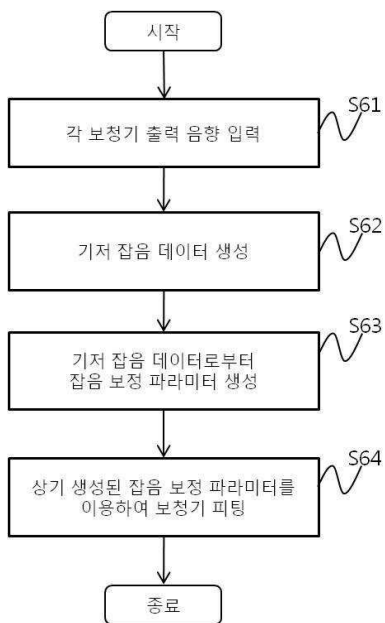 시작
각 보청기 출력 음향 입력
S61
기저 잡음 데이터 생성
S62
기저 잡음 데이터로부터
잡음 보정 파라미터 생성
S63
상기 생성된 잡음 보정 파라미터를
이용하여 보청기 피팅
S64
종료